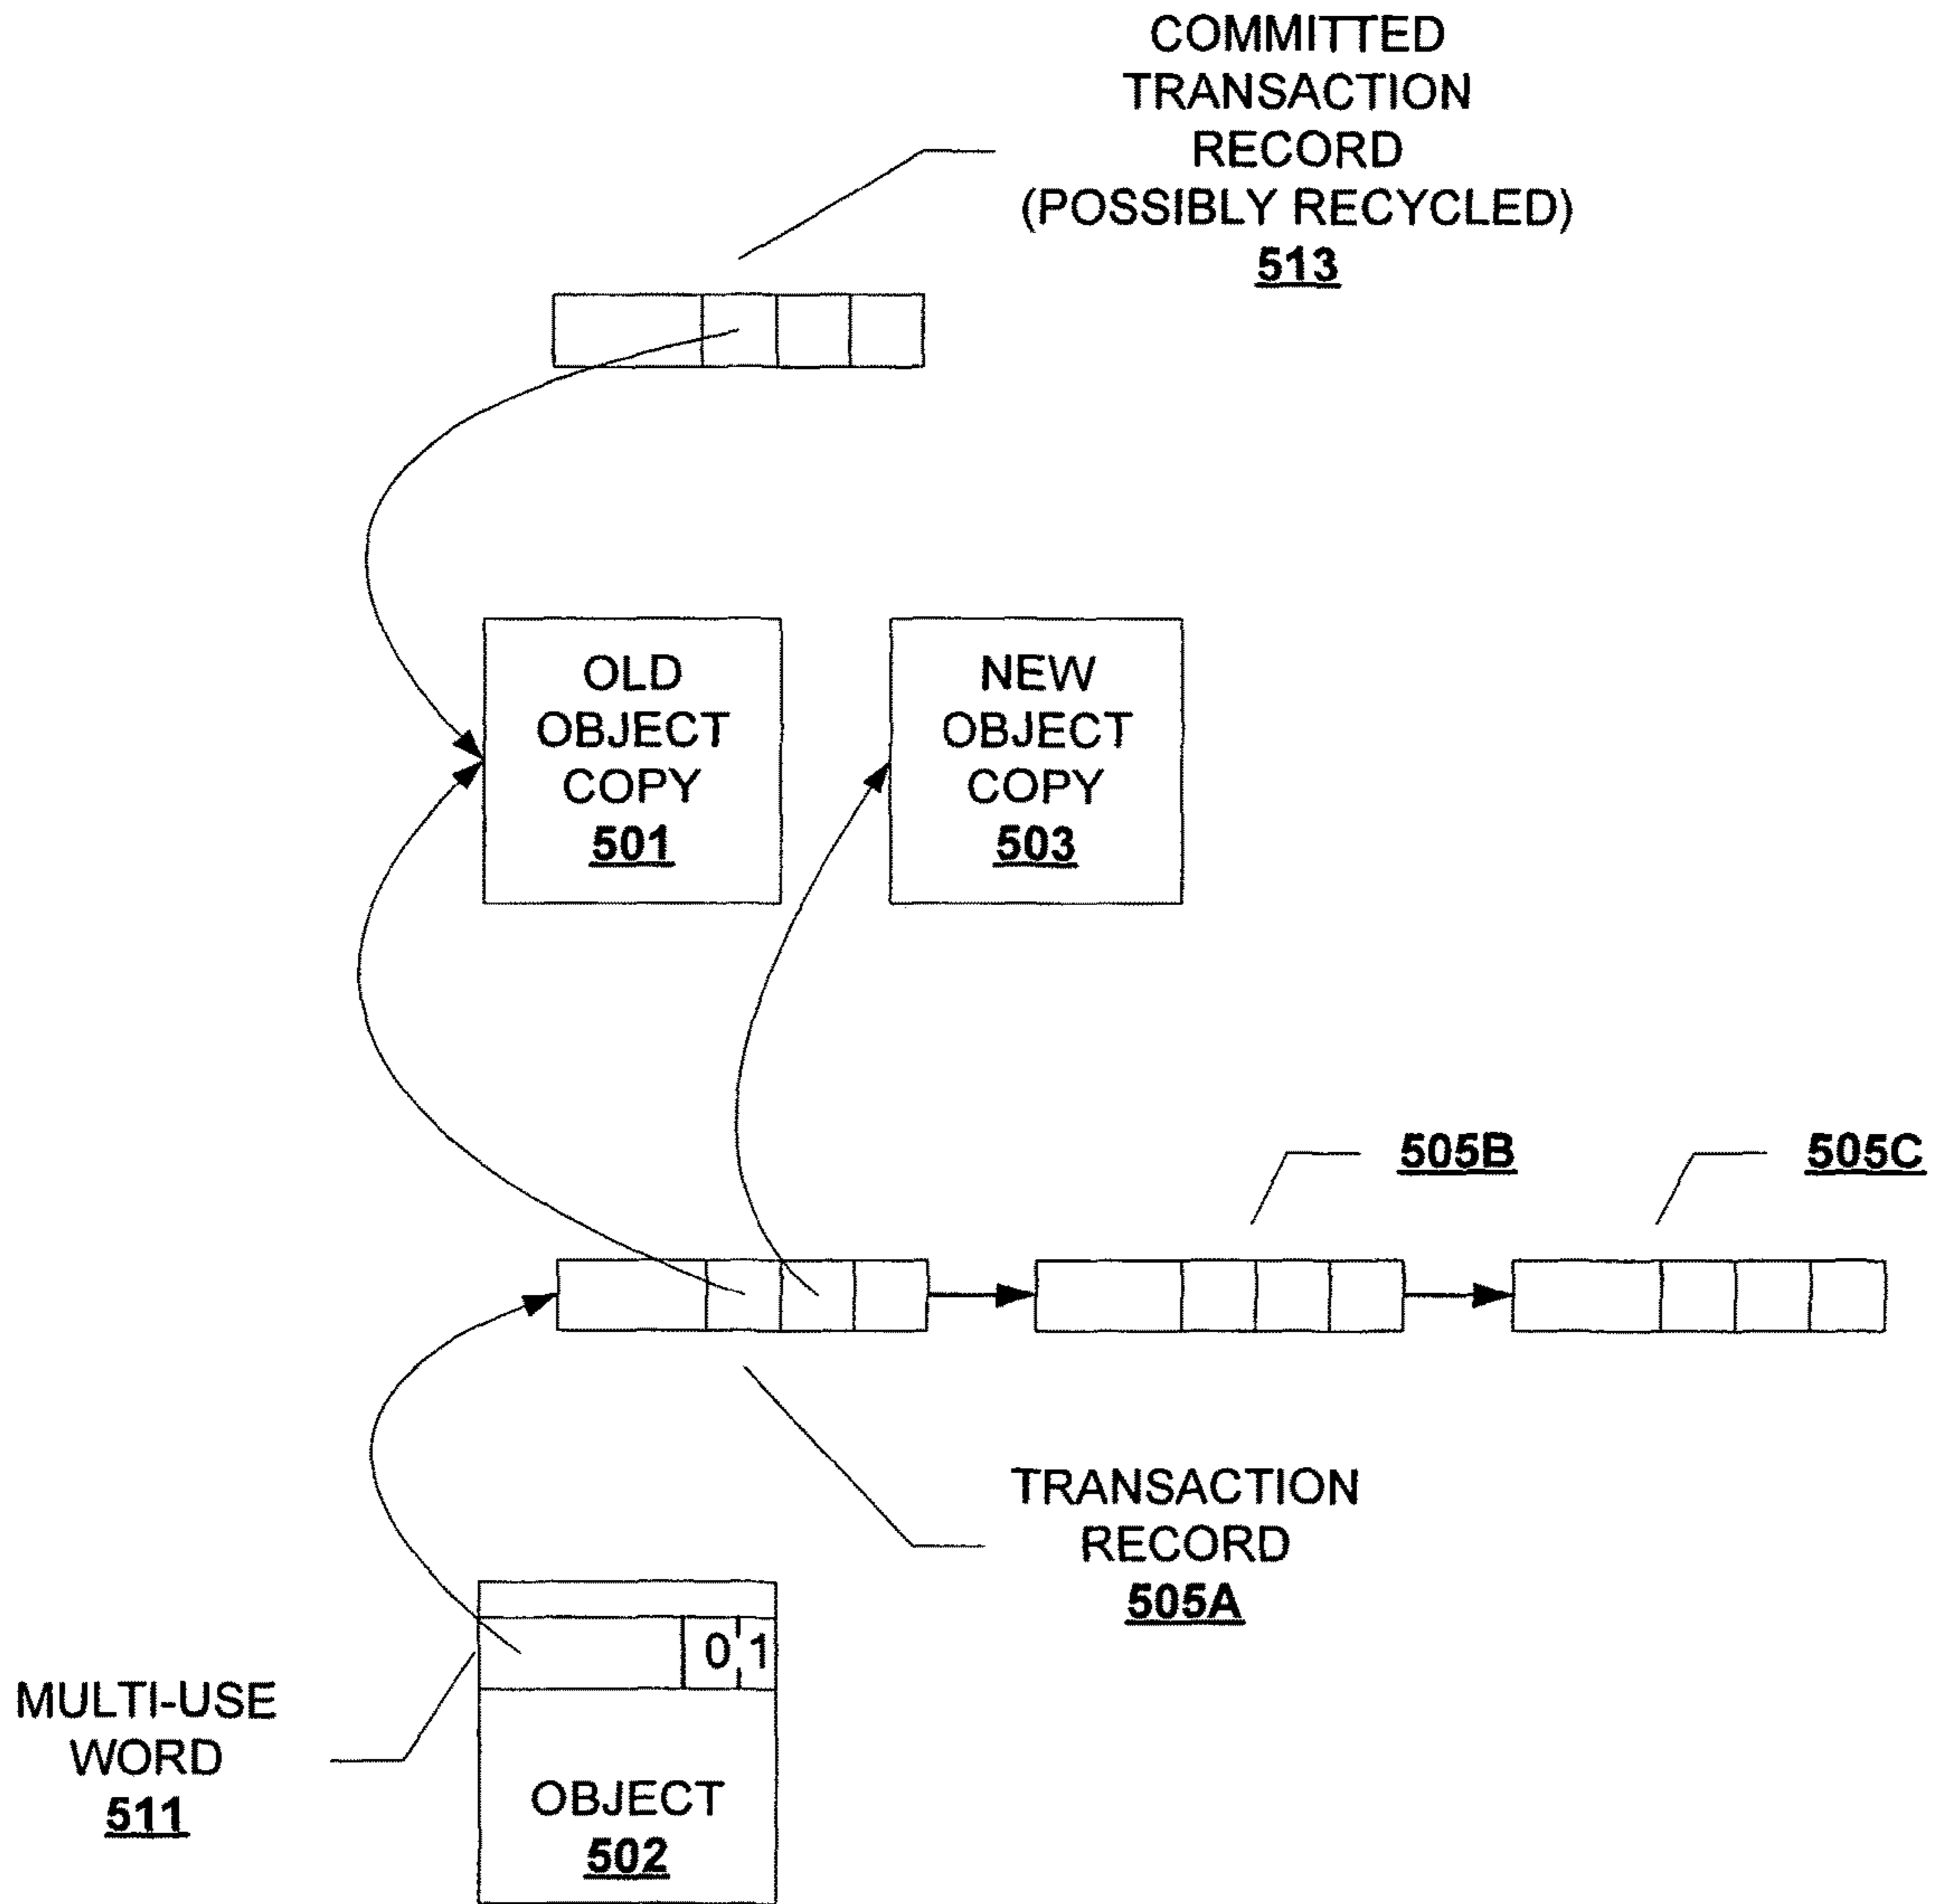 COMMITTED
TRANSACTION
RECORD
(POSSIBLY RECYCLED)
513
OLD
OBJECT
COPY
501
NEW
OBJECT
COPY
503
505B
505C
TRANSACTION
RECORD
505A
0 1
MULTI-USE
WORD
511
OBJECT
502